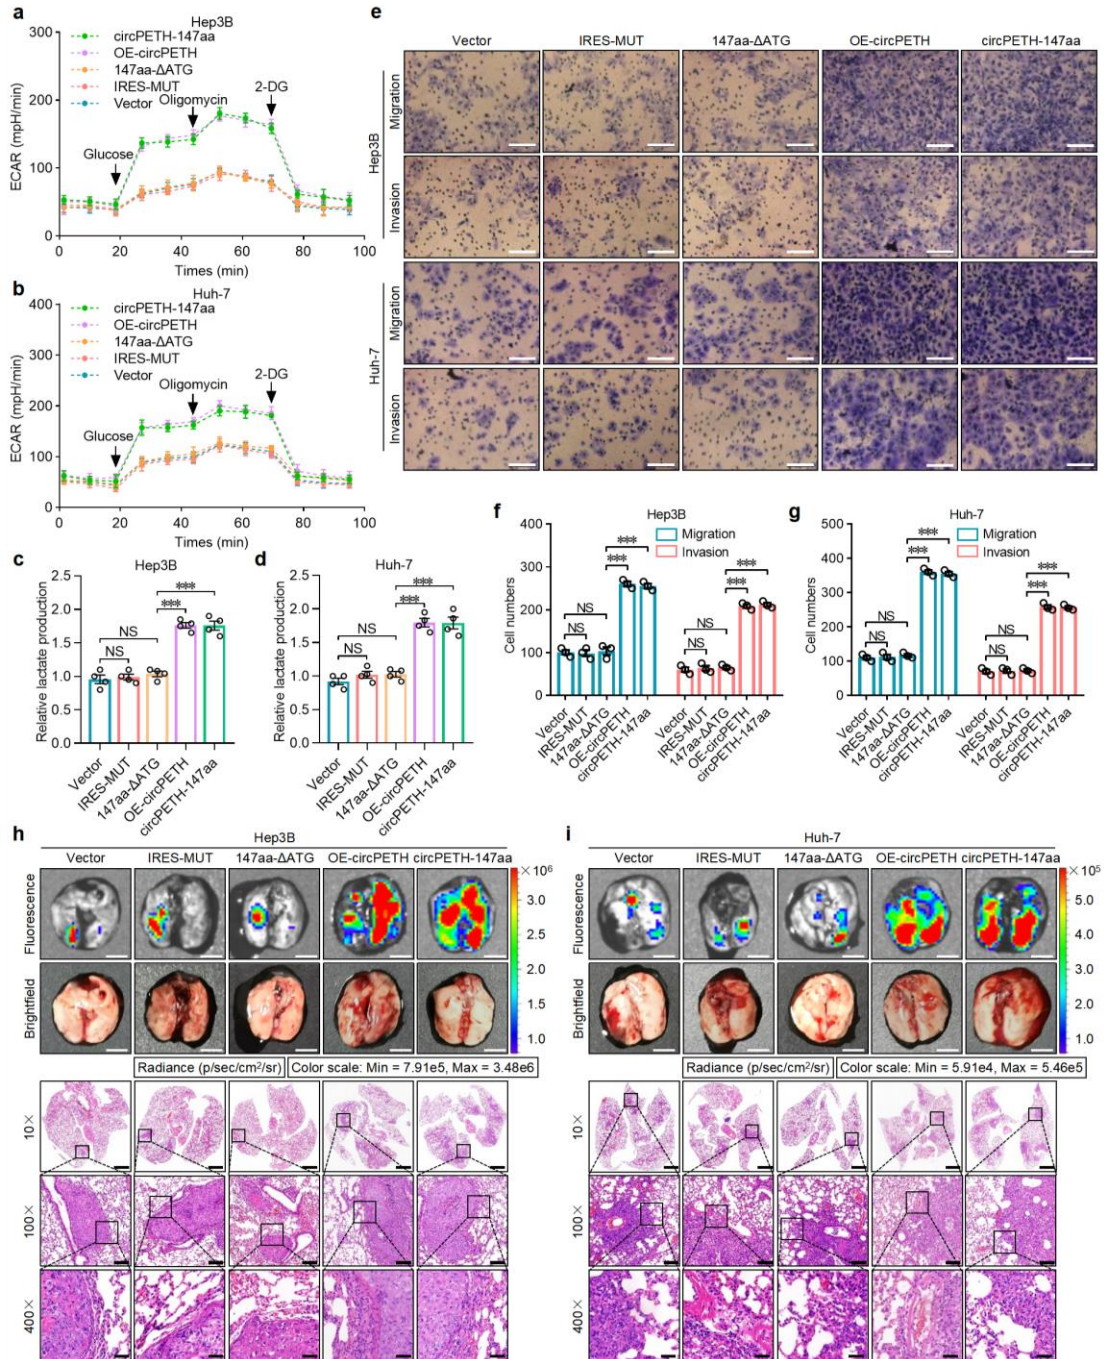 a
Hep3B
ECAR (mpH/min)
300
200
100
0
circPETH-147aa
OE-circPETH
147aa-ΔATG
IRES-MUT
Vector
Glucose
Oligomycin
2-DG
0 20 40 60 80 100
Times (min)
b
Huh-7
ECAR (mpH/min)
400
300
200
100
0
circPETH-147aa
OE-circPETH
147aa-ΔATG
IRES-MUT
Vector
Glucose
Oligomycin
2-DG
0 20 40 60 80 100
Times (min)
c
Hep3B
Relative lactate production
2.5
2.0
1.5
1.0
0.5
0.0
NS
NS
***
***
Vector
IRES-MUT
147aa-ΔATG
OE-circPETH
circPETH-147aa
d
Huh-7
Relative lactate production
2.5
2.0
1.5
1.0
0.5
0.0
NS
NS
***
***
Vector
IRES-MUT
147aa-ΔATG
OE-circPETH
circPETH-147aa
e
Vector IRES-MUT 147aa-ΔATG OE-circPETH circPETH-147aa
Hep3B
Migration
Invasion
Huh-7
Migration
Invasion
f
Hep3B
Migration
Invasion
Cell numbers
400
300
200
100
0
NS
NS
***
***
NS
NS
***
***
Vector
IRES-MUT
147aa-ΔATG
OE-circPETH
circPETH-147aa
Vector
IRES-MUT
147aa-ΔATG
OE-circPETH
circPETH-147aa
g
Huh-7
Migration
Invasion
Cell numbers
500
400
300
200
100
0
NS
NS
***
***
NS
NS
***
***
Vector
IRES-MUT
147aa-ΔATG
OE-circPETH
circPETH-147aa
Vector
IRES-MUT
147aa-ΔATG
OE-circPETH
circPETH-147aa
h
Hep3B
Vector IRES-MUT 147aa-ΔATG OE-circPETH circPETH-147aa
Fluorescence
Brightfield
×10⁶
3.0
2.5
2.0
1.5
1.0
Radiance (p/sec/cm²/sr) Color scale: Min = 7.91e5, Max = 3.48e6
10×
100×
400×
i
Huh-7
Vector IRES-MUT 147aa-ΔATG OE-circPETH circPETH-147aa
Fluorescence
Brightfield
×10⁵
5.0
4.0
3.0
2.0
1.0
Radiance (p/sec/cm²/sr) Color scale: Min = 5.91e4, Max = 5.46e5
10×
100×
400×